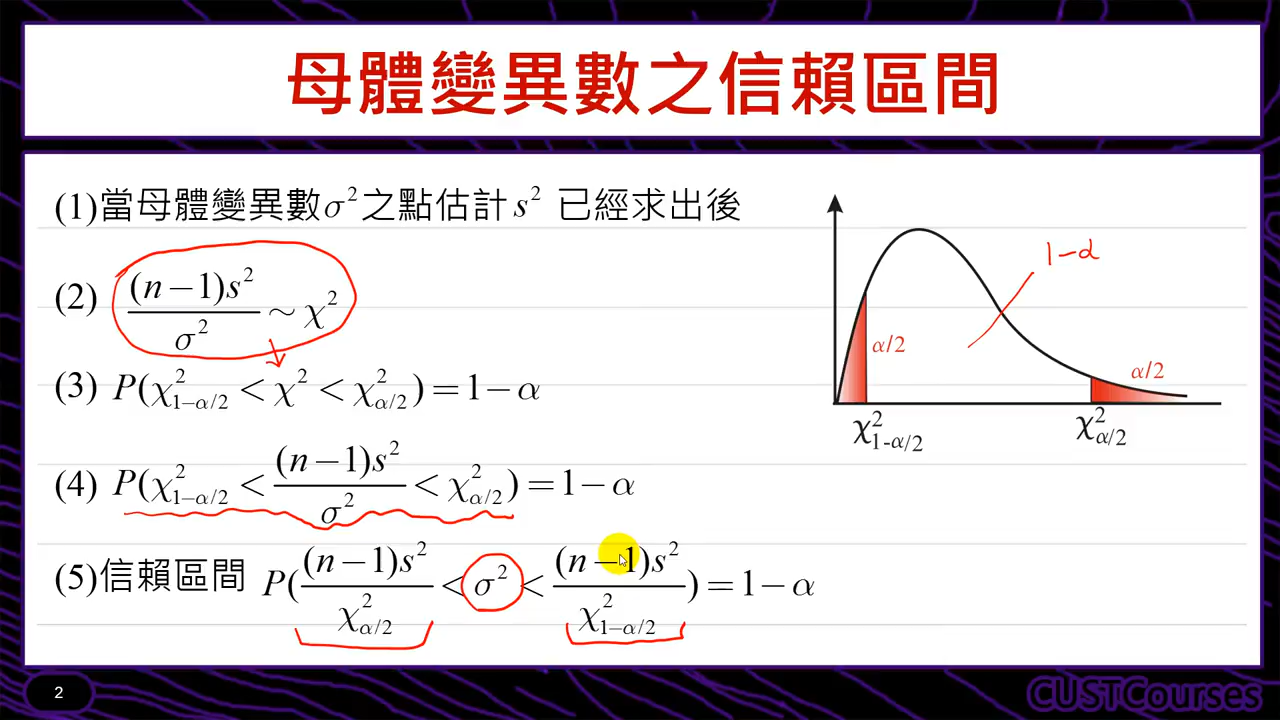 母體變異數之信賴區間
(1)當母體變異數σ²之點估計 s² 已經求出後
(2) (n−1)s²/σ² ~ χ²
(3) P(χ²_{1−α/2} < χ² < χ²_{α/2}) = 1−α
(4) P(χ²_{1−α/2} < (n−1)s²/σ² < χ²_{α/2}) = 1−α
(5)信賴區間 P((n−1)s²/χ²_{α/2} < σ² < (n−1)s²/χ²_{1−α/2}) = 1−α
1-α
α/2
α/2
χ²_{1-α/2}
χ²_{α/2}
2
CUSTCourses